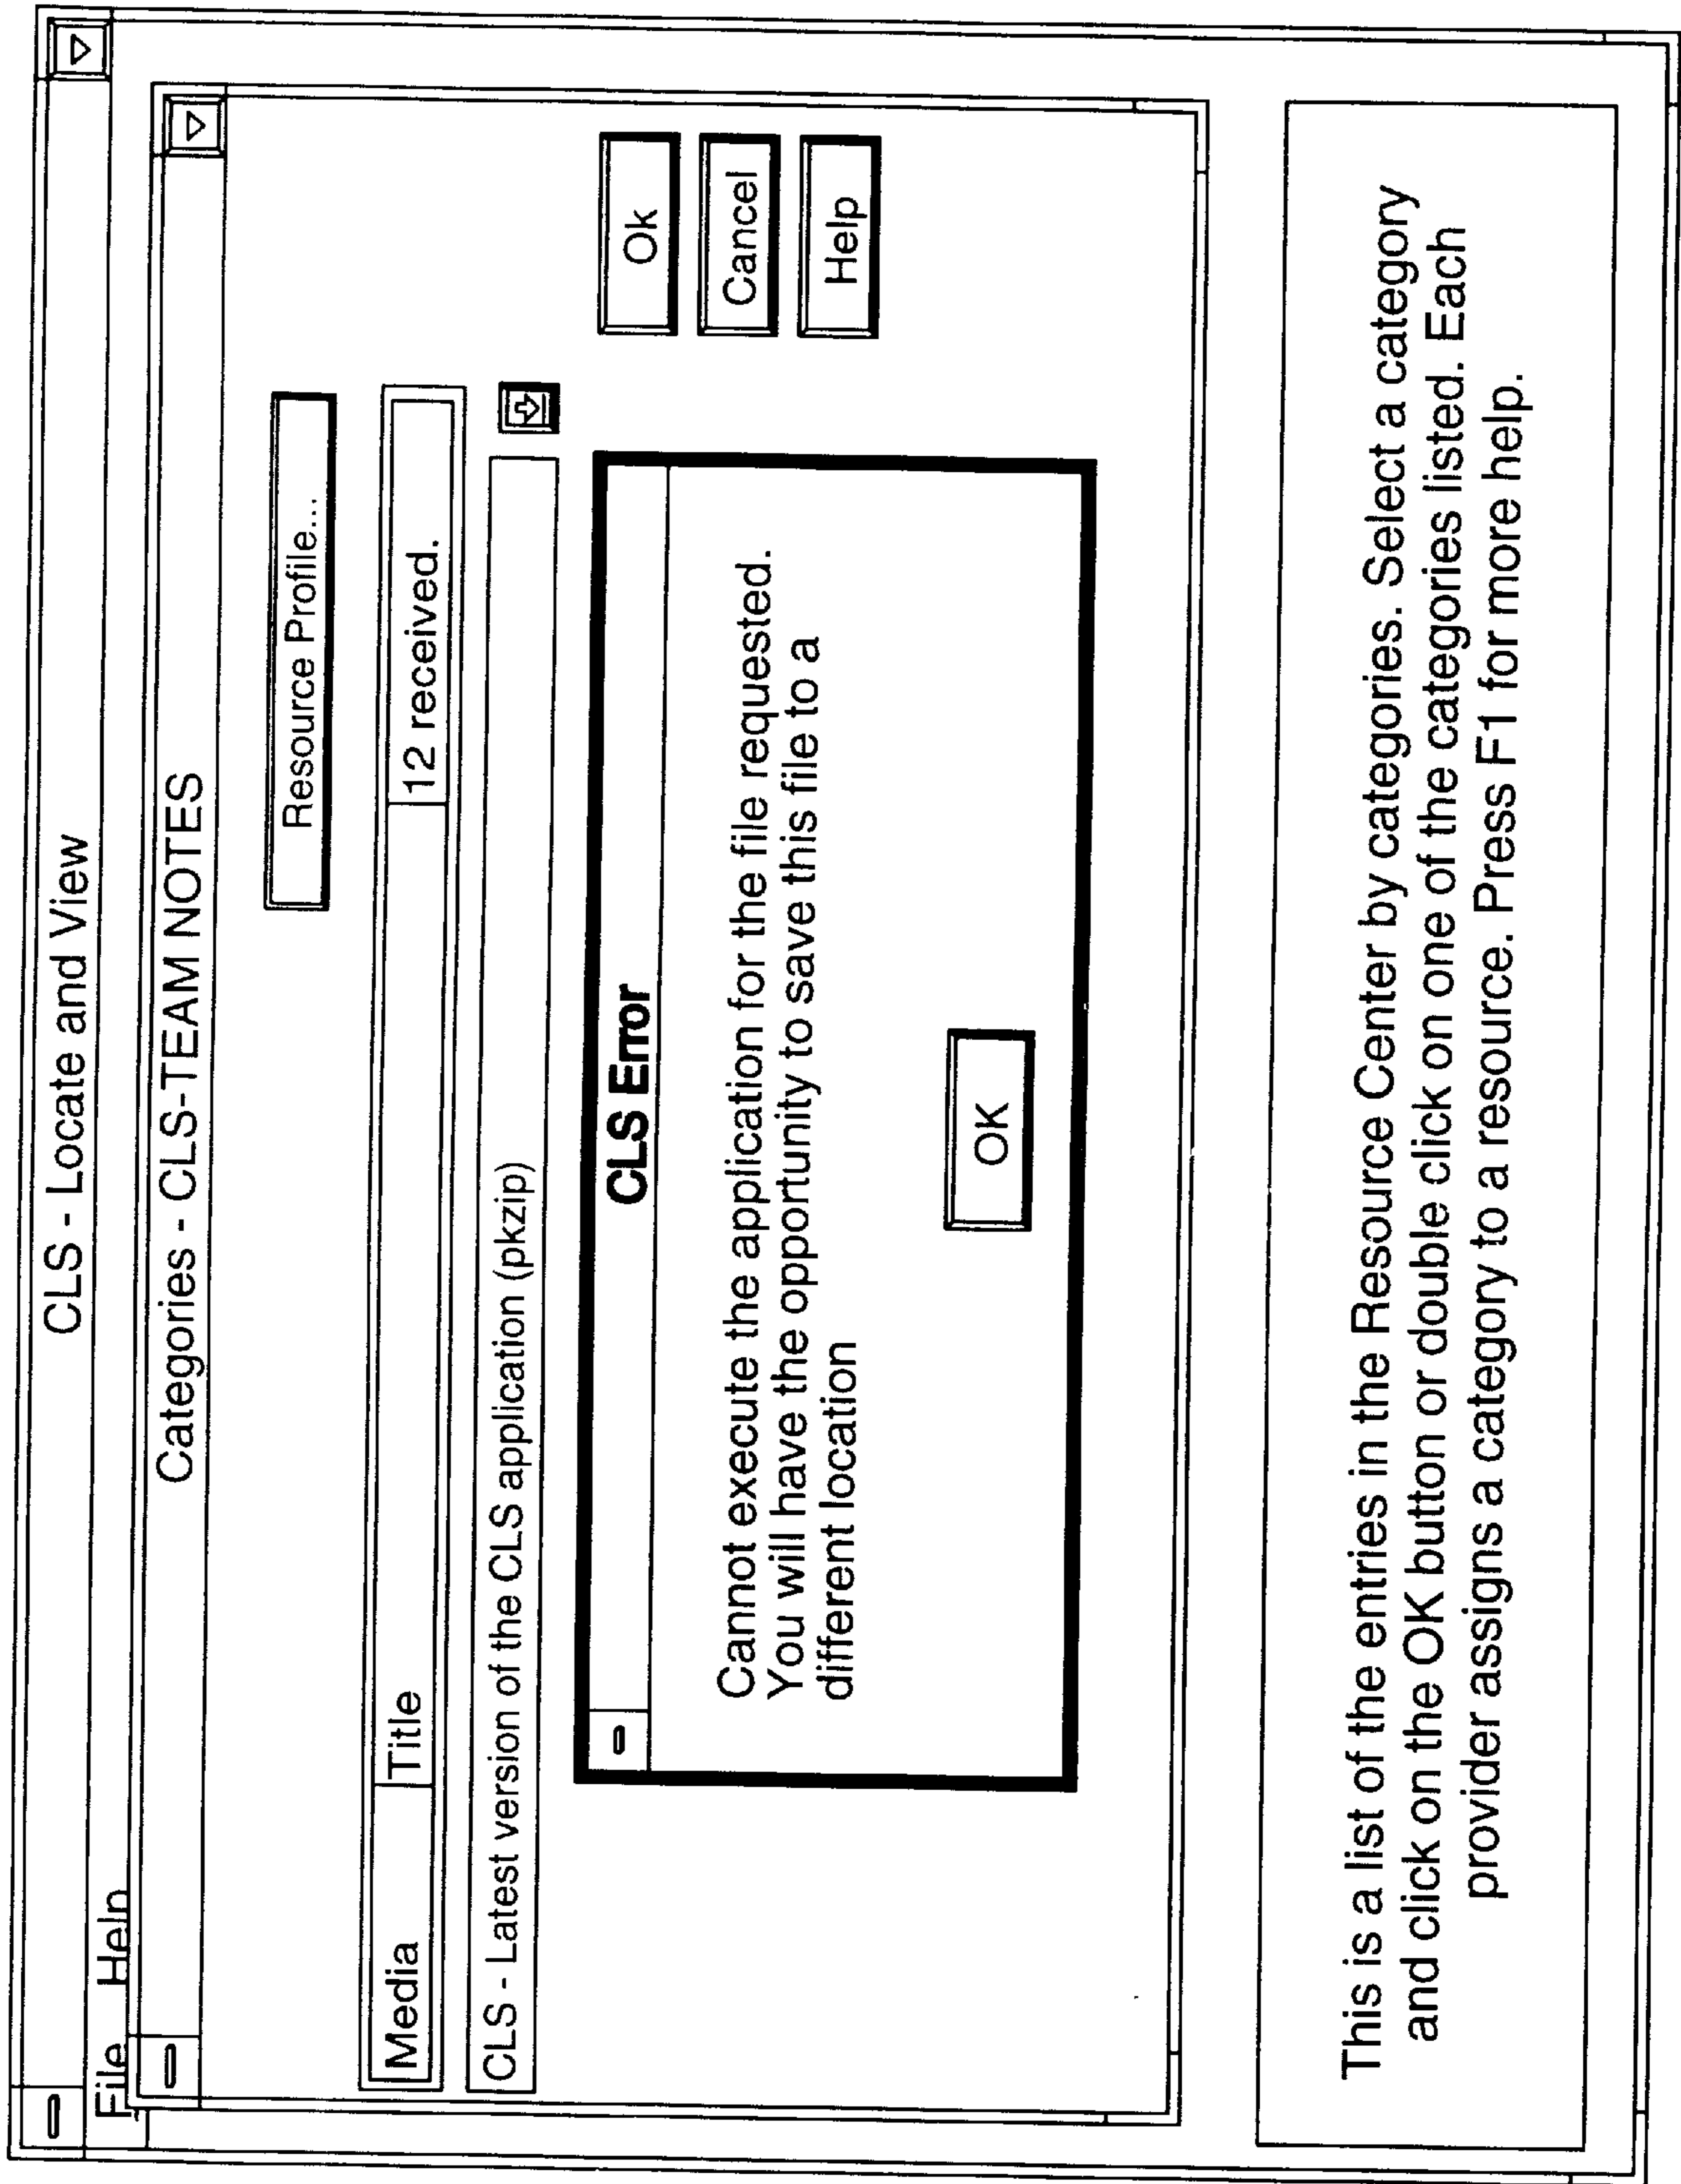 CLS - Locate and View
File Help
Categories - CLS-TEAM NOTES
Resource Profile...
Media Title 12 received.
CLS - Latest version of the CLS application (pkzip)
CLS Error
Cannot execute the application for the file requested.
You will have the opportunity to save this file to a
different location
OK
Ok
Cancel
Help
This is a list of the entries in the Resource Center by categories. Select a category
and click on the OK button or double click on one of the categories listed. Each
provider assigns a category to a resource. Press F1 for more help.